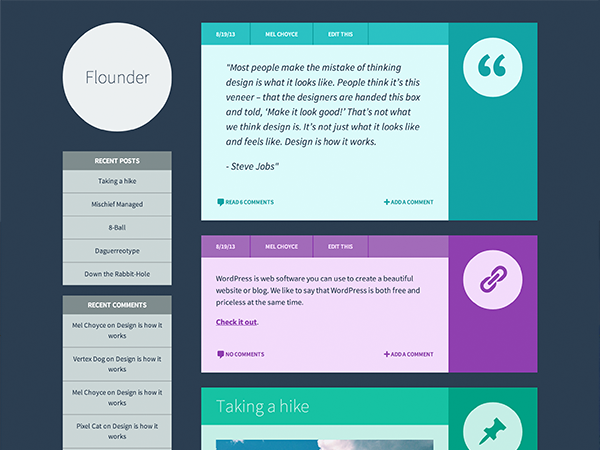 Flounder
RECENT POSTS
Taking a hike
Mischief Managed
8-Ball
Daguerreotype
Down the Rabbit-Hole
RECENT COMMENTS
Mel Choyce on Design is how it
works
Vertex Dog on Design is how it
works
Mel Choyce on Design is how it
works
Pixel Cat on Design is how it
works
8/19/13 MEL CHOYCE EDIT THIS
"Most people make the mistake of thinking
design is what it looks like. People think it's this
veneer – that the designers are handed this box
and told, 'Make it look good!' That's not what
we think design is. It's not just what it looks like
and feels like. Design is how it works.
- Steve Jobs"
READ 6 COMMENTS ADD A COMMENT
8/19/13 MEL CHOYCE EDIT THIS
WordPress is web software you can use to create a beautiful
website or blog. We like to say that WordPress is both free and
priceless at the same time.
Check it out.
NO COMMENTS ADD A COMMENT
Taking a hike